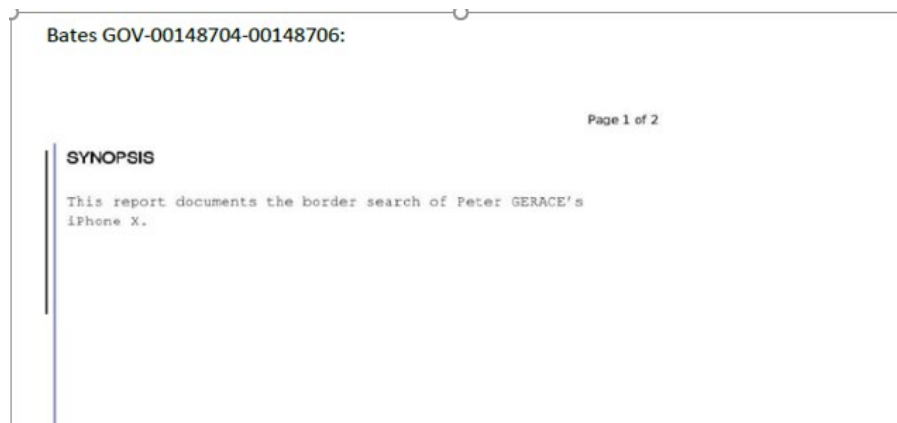 Bates GOV-00148704-00148706:
Page 1 of 2
SYNOPSIS
This report documents the border search of Peter GERACE's
iPhone X.